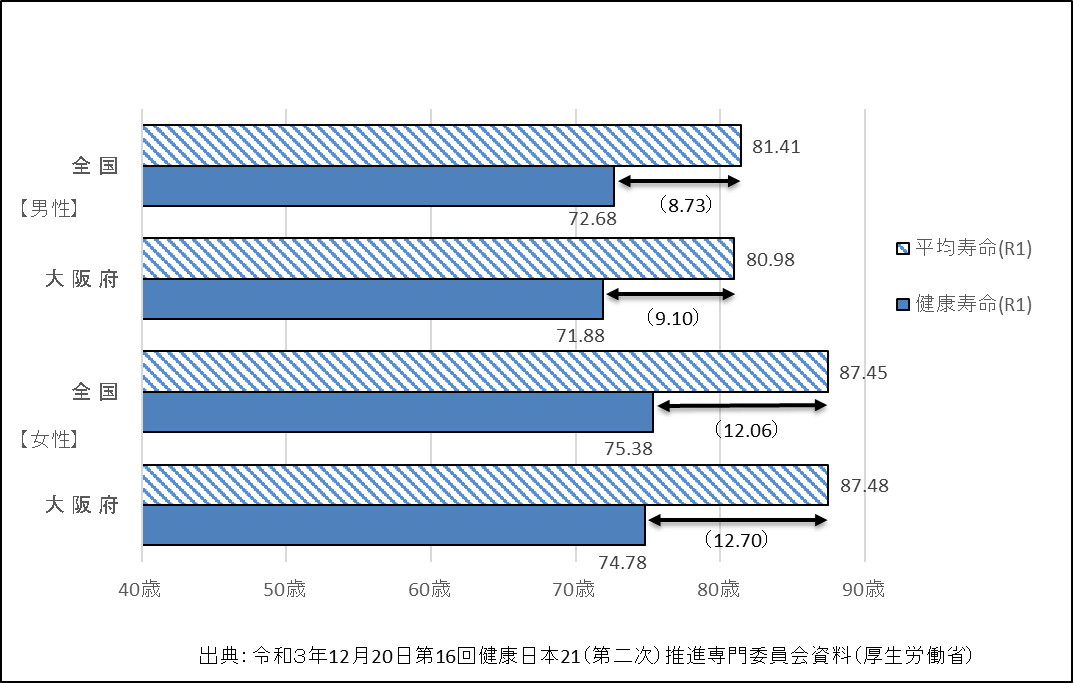 81.41
全国
（8.73）
【男性】
72.68
平均寿命(R1)
80.98
大阪府
健康寿命(R1)
（9.10）
71.88
87.45
全国
（12.06）
【女性】
75.38
87.48
大阪府
（12.70）
74.78
40歳 50歳 60歳 70歳 80歳 90歳
出典：令和３年12月20日第16回健康日本21（第二次）推進専門委員会資料（厚生労働省）